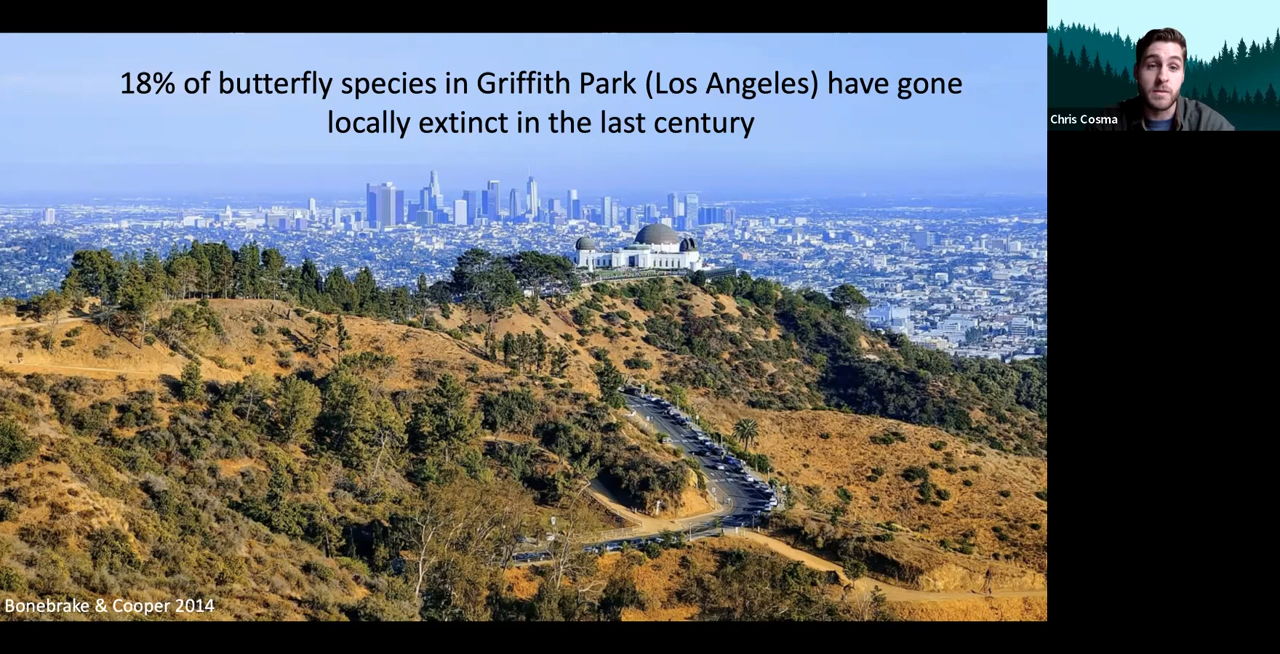 18% of butterfly species in Griffith Park (Los Angeles) have gone
locally extinct in the last century
Chris Cosma
Bonebrake & Cooper 2014